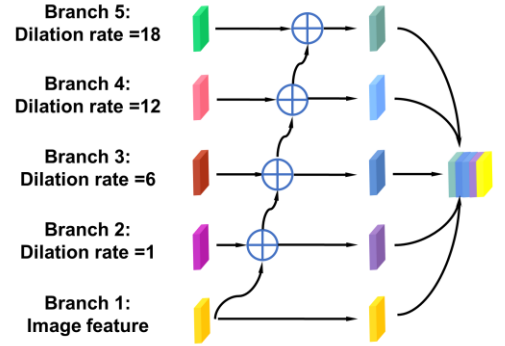 Branch 5:
Dilation rate =18
Branch 4:
Dilation rate =12
Branch 3:
Dilation rate =6
Branch 2:
Dilation rate =1
Branch 1:
Image feature